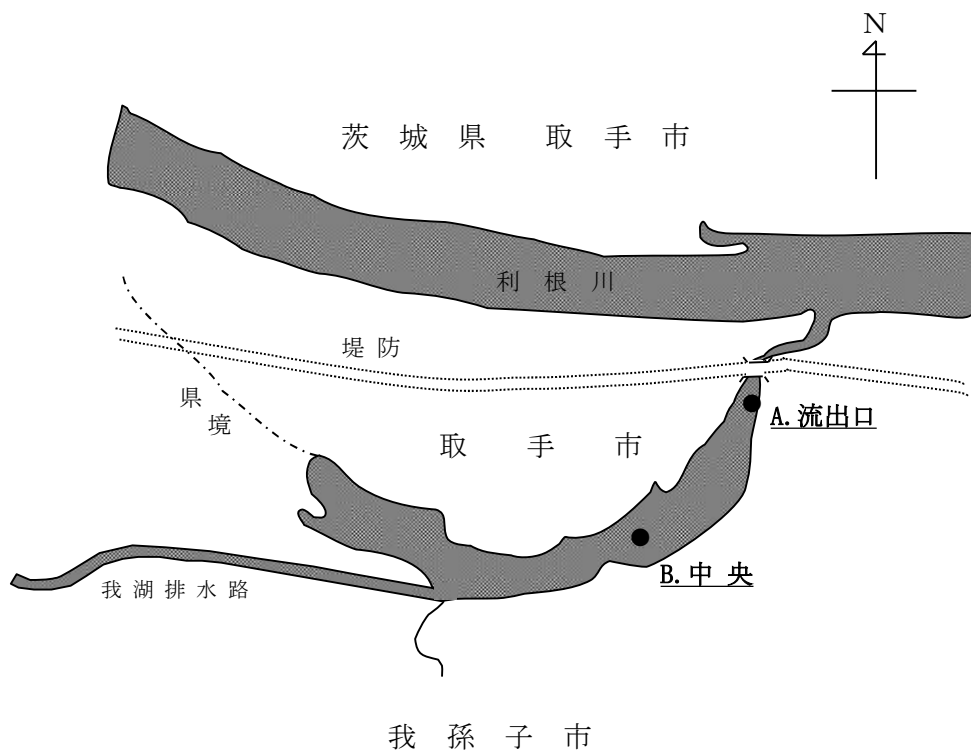 N
茨城県 取手市
利根川
堤防
県境
A.流出口
取手市
B.中央
我湖排水路
我孫子市